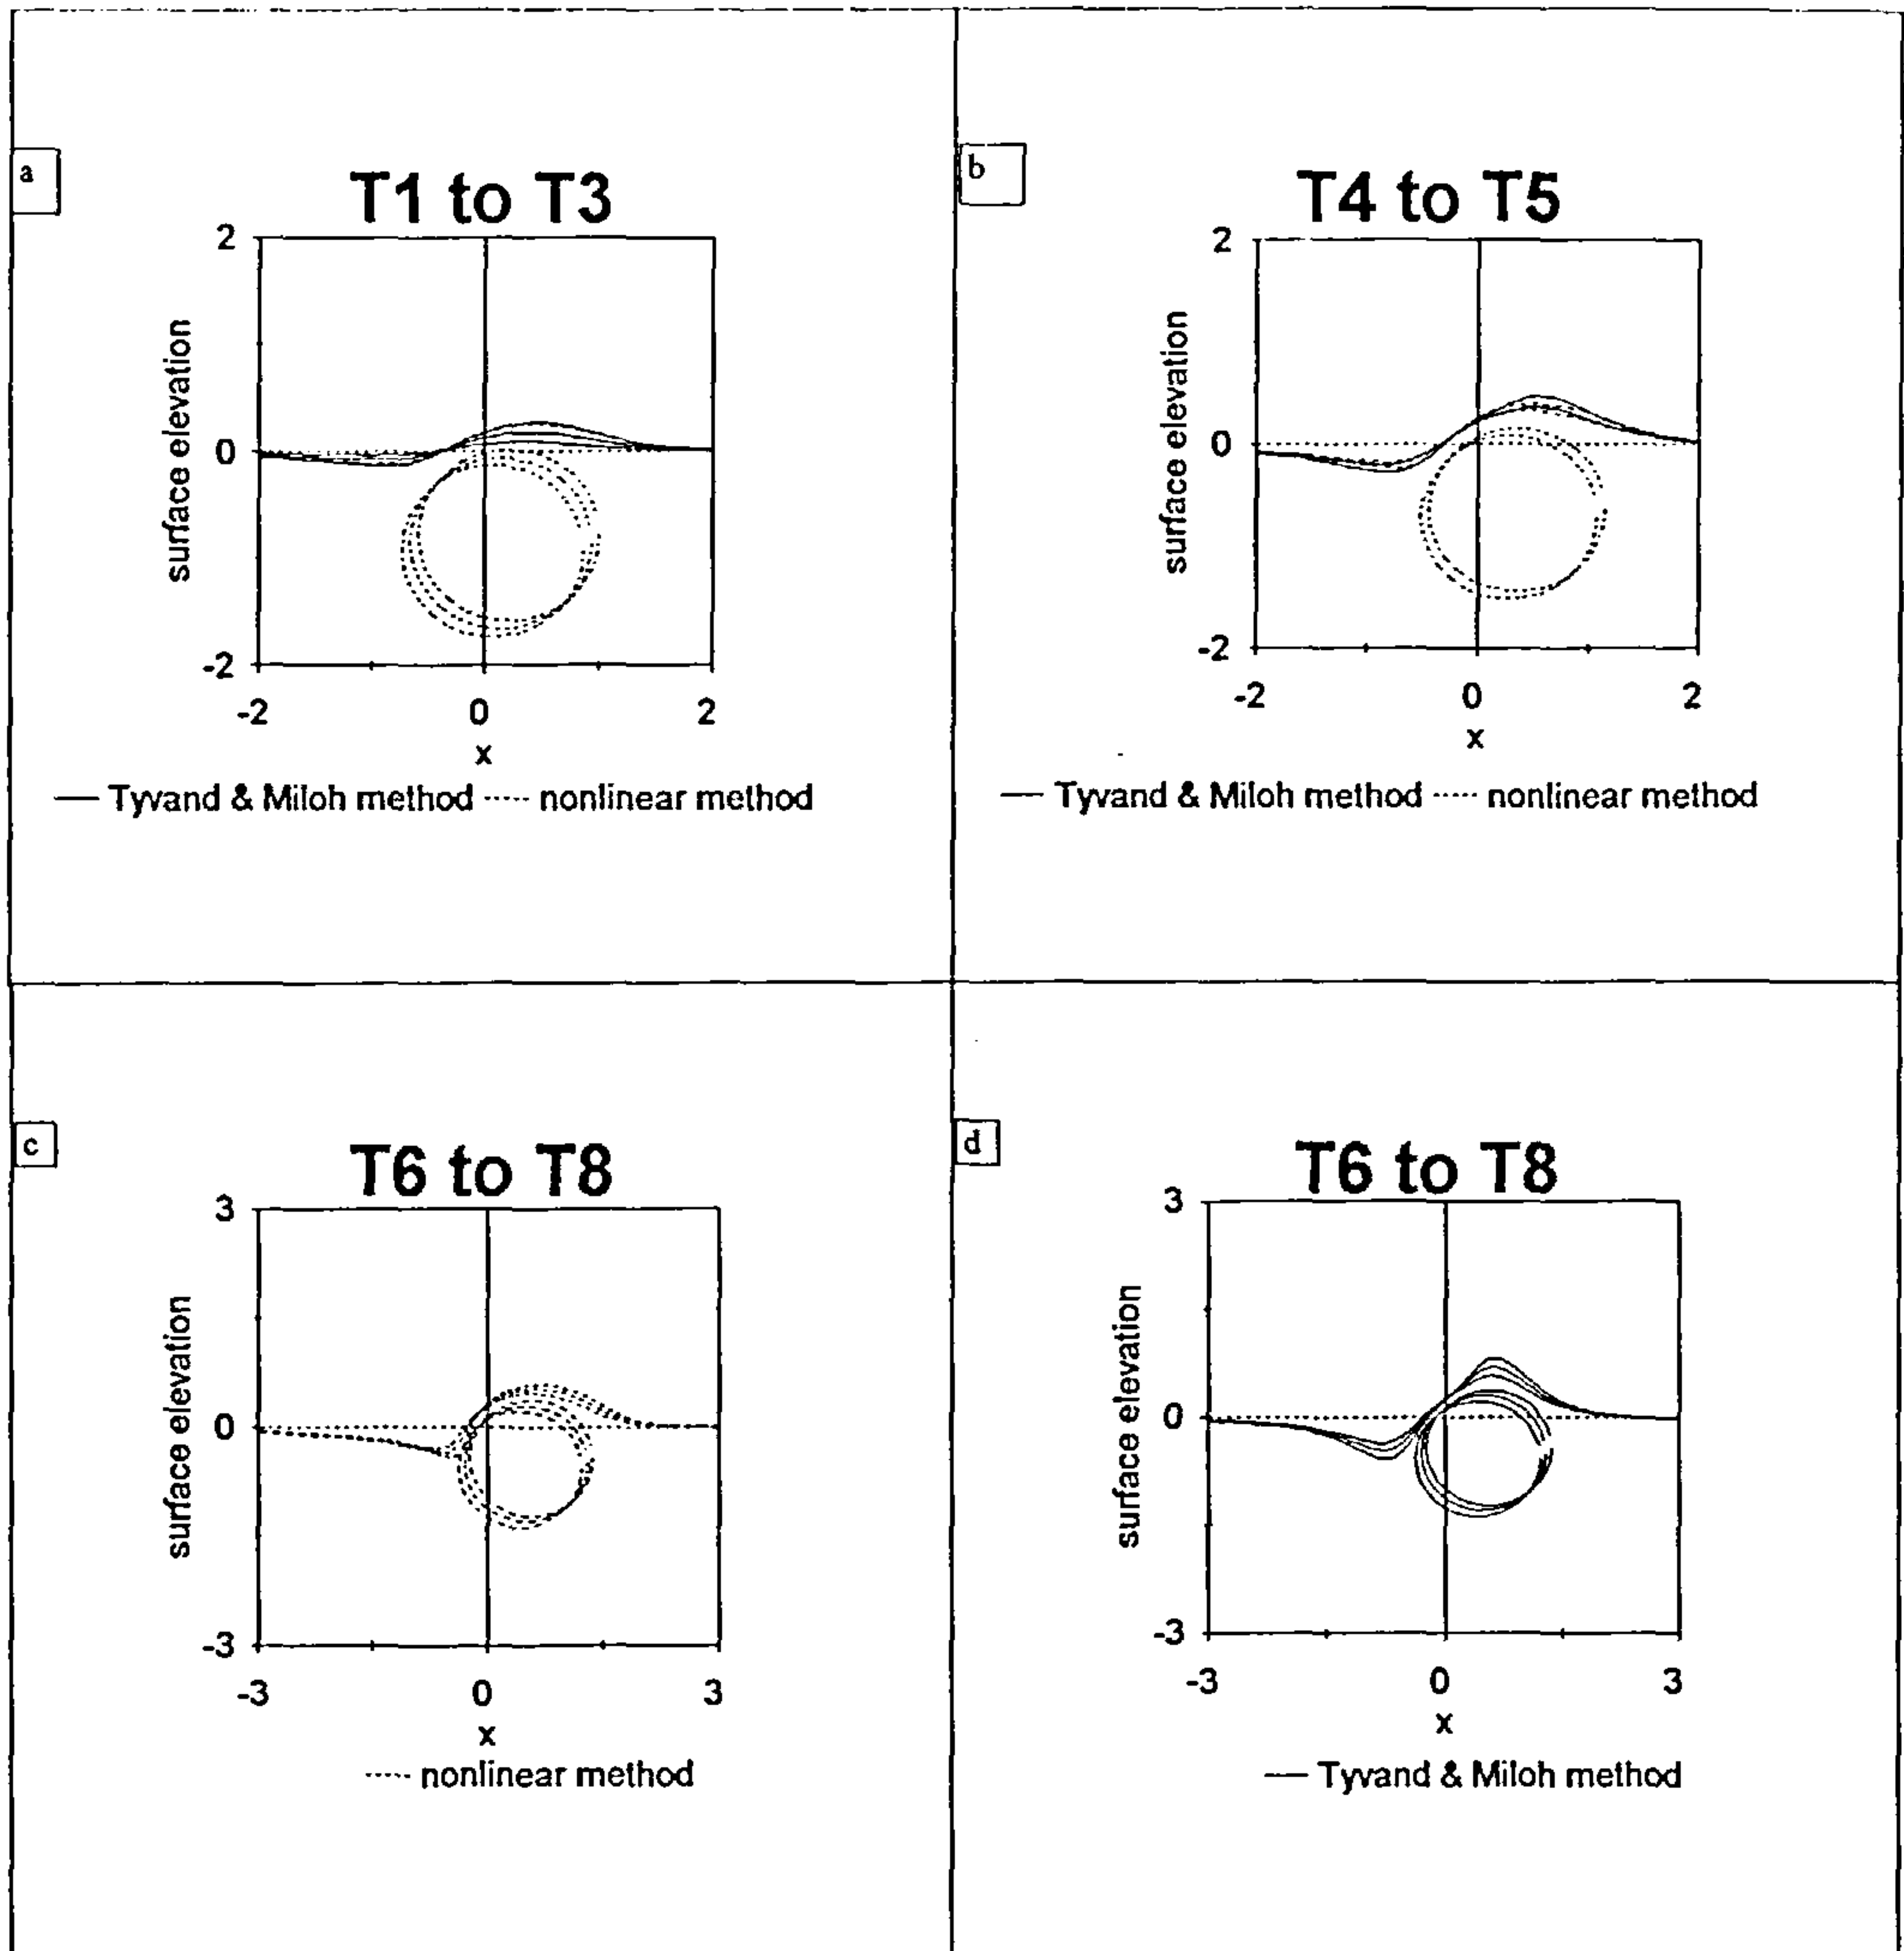 a
T1 to T3
2
surface elevation
0
-2
-2 0 2
x
Tyvand & Miloh method nonlinear method
b
T4 to T5
2
surface elevation
0
-2
-2 0 2
x
Tyvand & Miloh method nonlinear method
c
T6 to T8
3
surface elevation
0
-3
-3 0 3
x
nonlinear method
d
T6 to T8
3
surface elevation
0
-3
-3 0 3
x
Tyvand & Miloh method